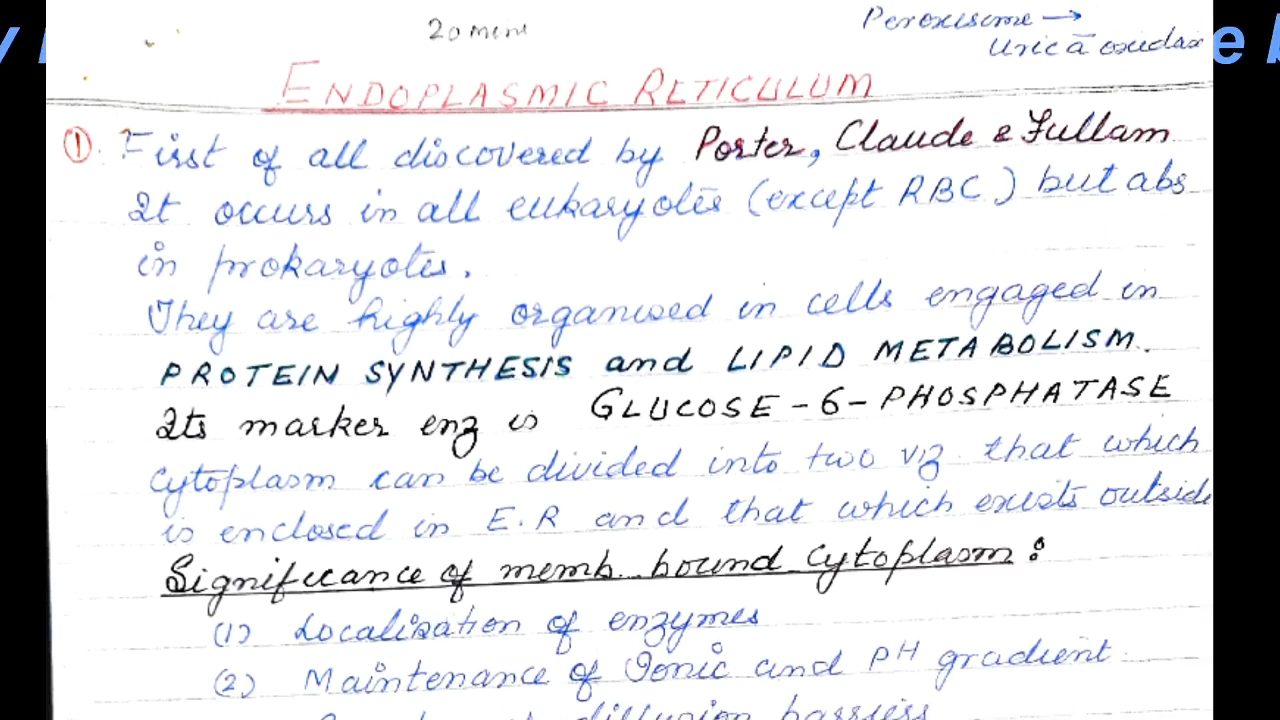 20 mins
Peroxisome →
Uric ā oxidas
ENDOPLASMIC RETICULUM
① First of all discovered by Porter, Claude & Fullam
It occurs in all eukaryotes (except RBC) but abs
in prokaryotes.
They are highly organised in cells engaged in
PROTEIN SYNTHESIS and LIPID METABOLISM.
Its marker enz is GLUCOSE-6-PHOSPHATASE
Cytoplasm can be divided into two viz. that which
is enclosed in E.R and that which exists outside
Significance of memb. bound Cytoplasm:
(1) Localisation of enzymes
(2) Maintenance of Ionic and pH gradient
diffusion barriers